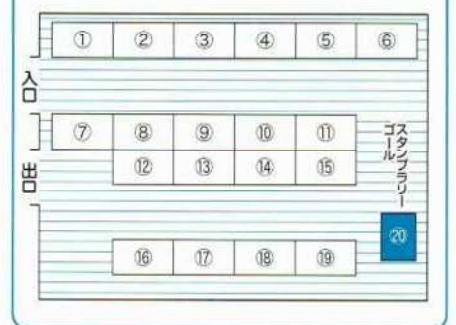 ① ② ③ ④ ⑤ ⑥
入口
⑦ ⑧ ⑨ ⑩ ⑪
⑫ ⑬ ⑭ ⑮
出口
スタンプラリー
ゴール
⑳
⑯ ⑰ ⑱ ⑲